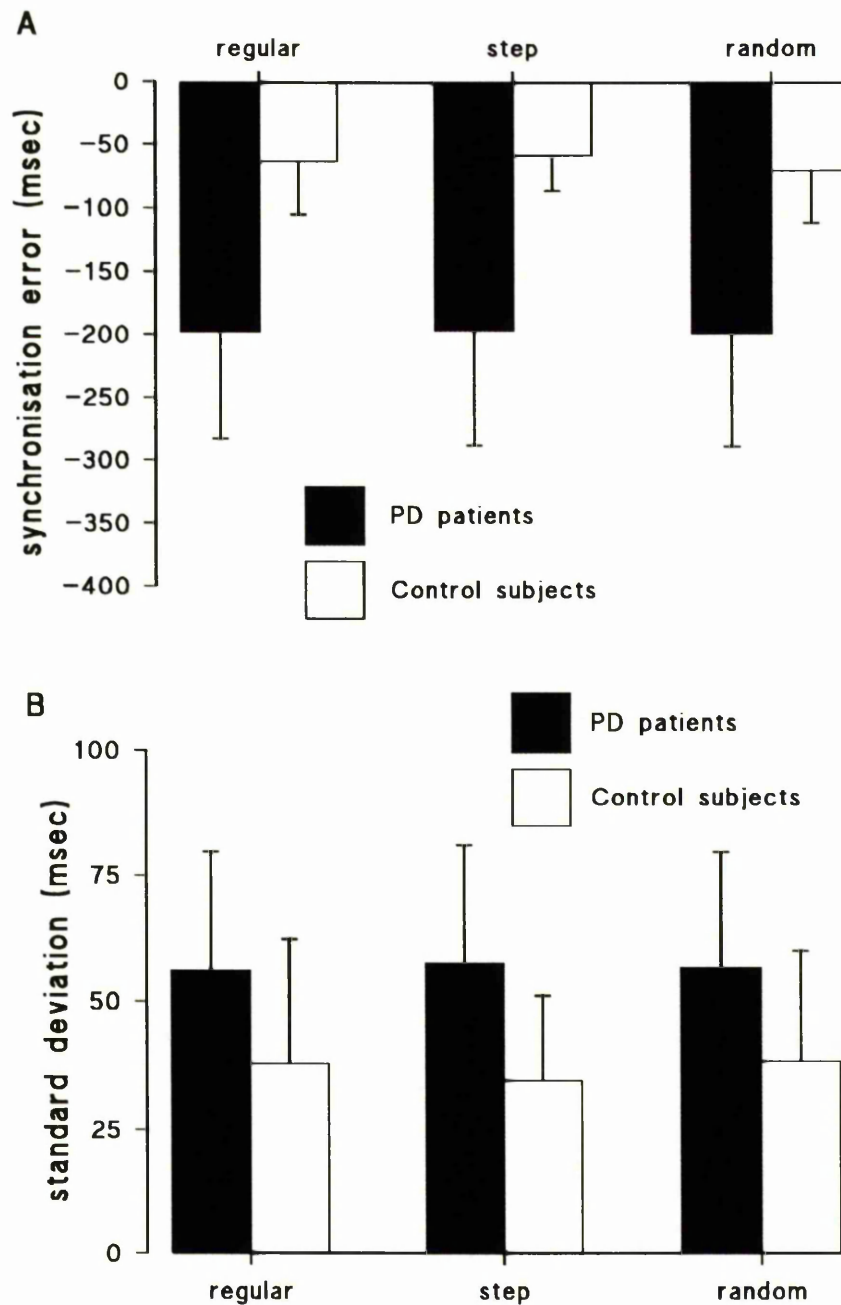 A
regular step random
synchronisation error (msec)
0
−50
−100
−150
−200
−250
−300
−350
−400
PD patients
Control subjects
B
PD patients
Control subjects
standard deviation (msec)
100
75
50
25
0
regular step random